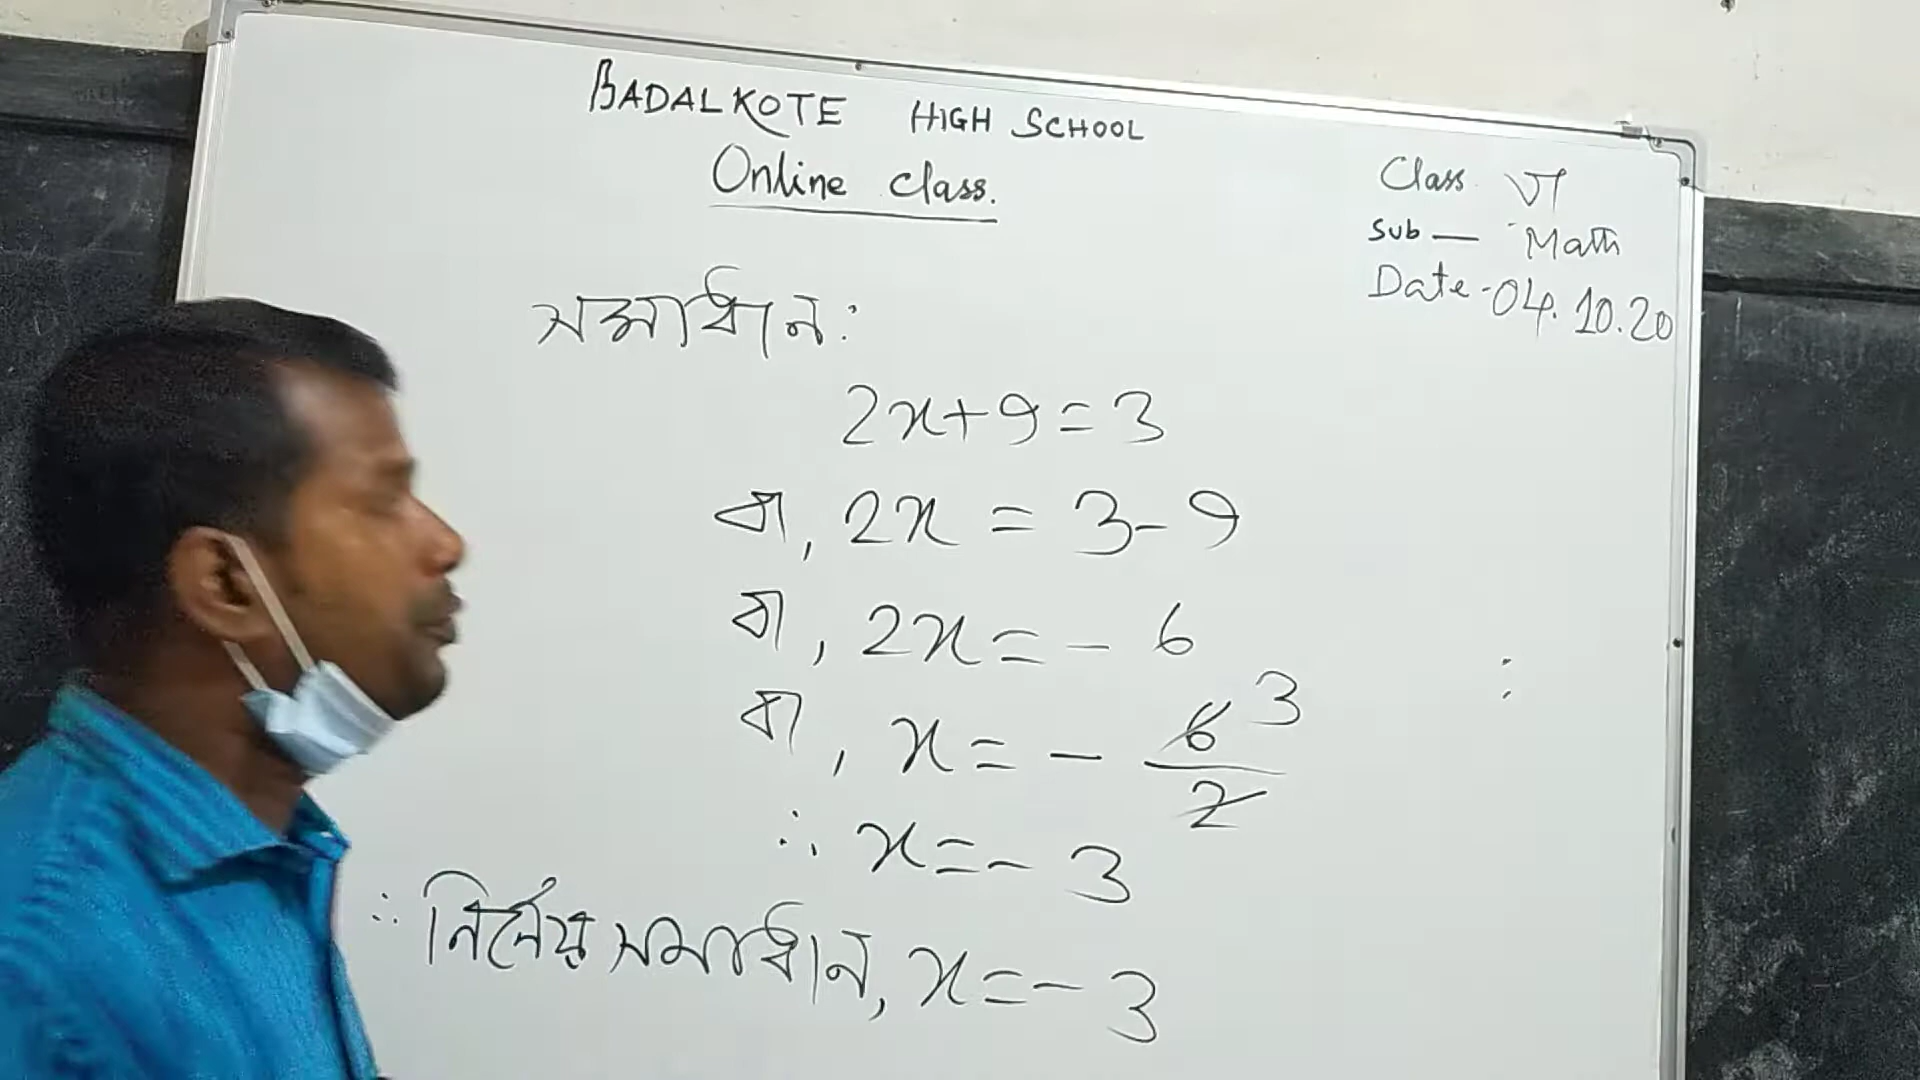 BADALKOTE HIGH SCHOOL
Online class.
Class VI
Sub — Math
Date - 04.10.20
সমাধান:
2x+9=3
বা, 2x = 3-9
বা, 2x = - 6
বা, x = - 6/2 3
∴ x = - 3
∴ নির্ণেয় সমাধান, x = - 3